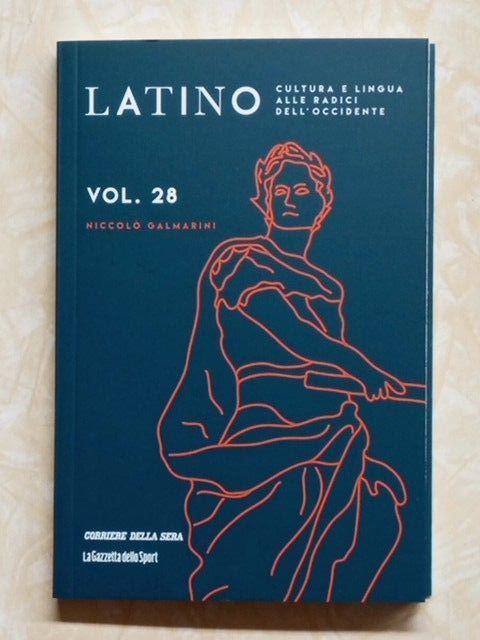 LATINO
CULTURA E LINGUA
ALLE RADICI
DELL'OCCIDENTE
VOL. 28
NICCOLÒ GALMARINI
CORRIERE DELLA SERA
La Gazzetta dello Sport